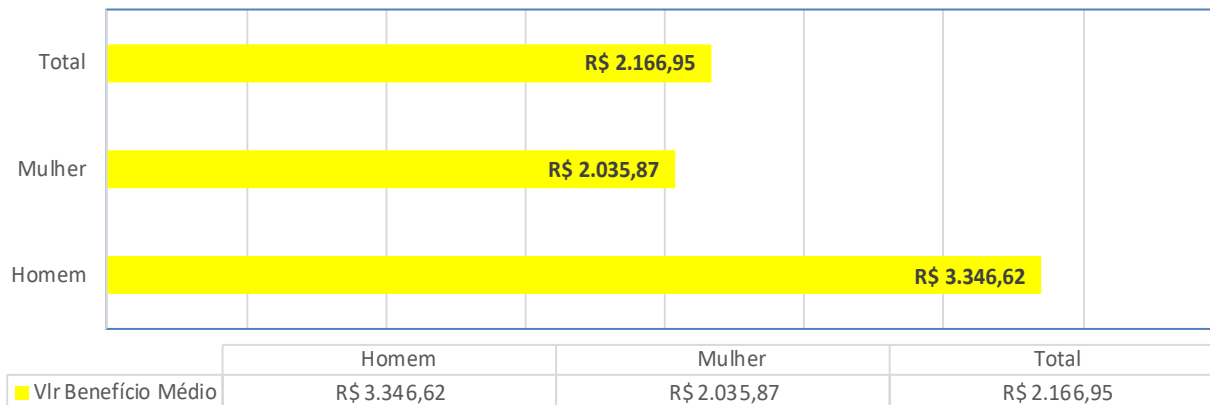 Total
R$ 2.166,95
Mulher
R$ 2.035,87
Homem
R$ 3.346,62
Homem Mulher Total
Vlr Benefício Médio R$ 3.346,62 R$ 2.035,87 R$ 2.166,95